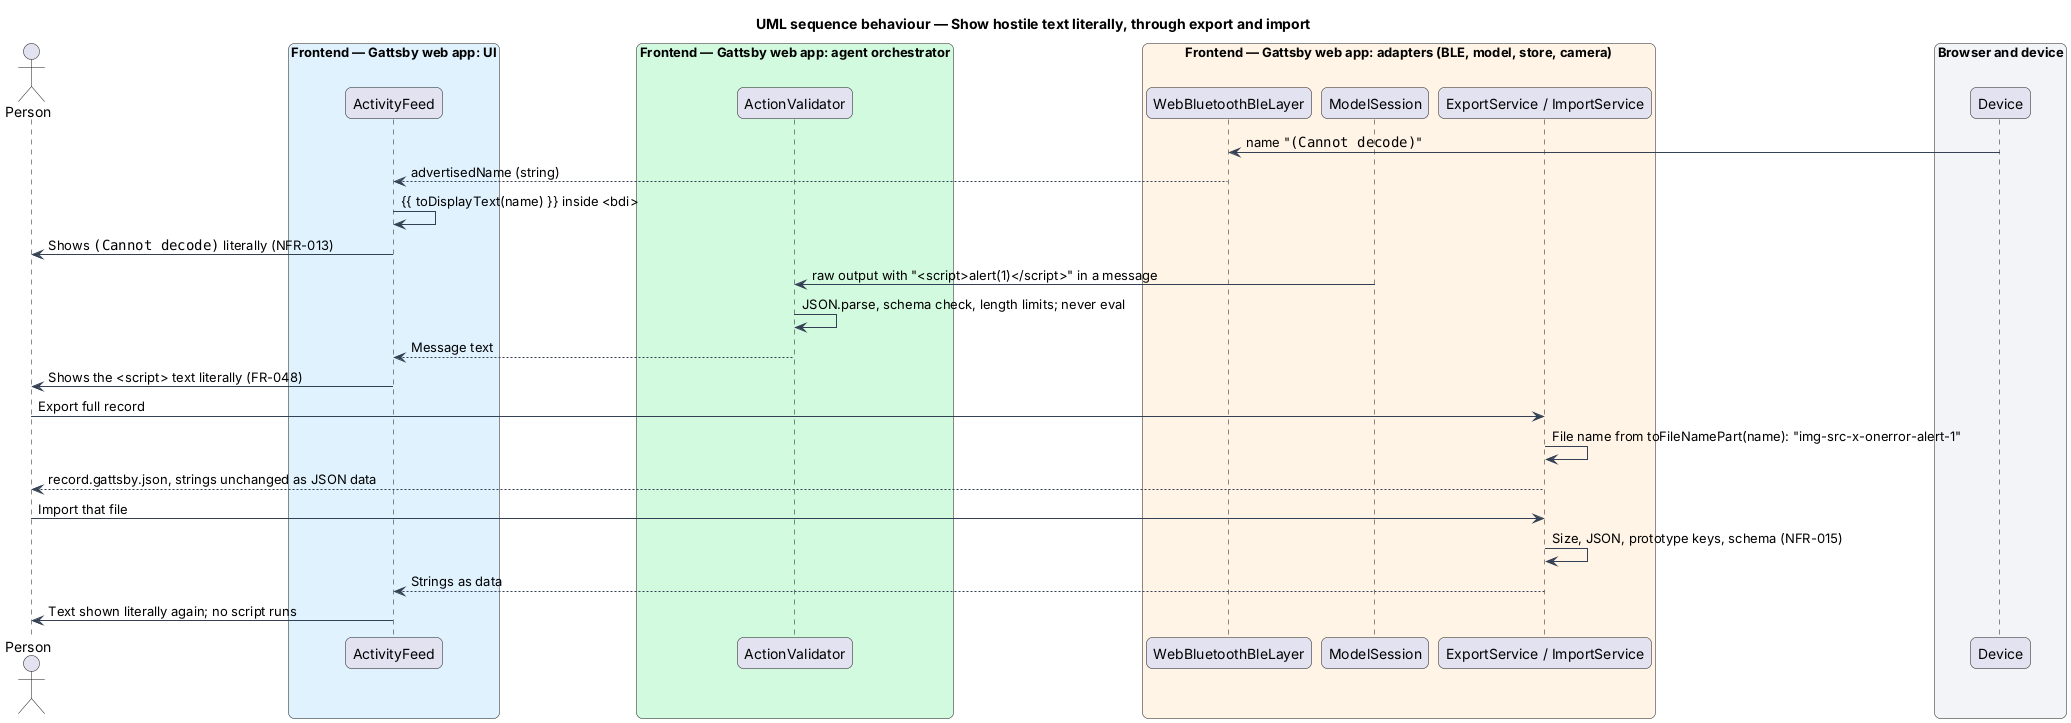 UML sequence behaviour — Show hostile text literally, through export and import
Frontend — Gattsby web app: UI
Frontend — Gattsby web app: agent orchestrator
Frontend — Gattsby web app: adapters (BLE, model, store, camera)
Browser and device
Person
ActivityFeed
ActionValidator
WebBluetoothBleLayer
ModelSession
ExportService / ImportService
Device
name "(Cannot decode)"
advertisedName (string)
{{ toDisplayText(name) }} inside <bdi>
Shows (Cannot decode) literally (NFR-013)
raw output with "<script>alert(1)</script>" in a message
JSON.parse, schema check, length limits; never eval
Message text
Shows the <script> text literally (FR-048)
Export full record
File name from toFileNamePart(name): "img-src-x-onerror-alert-1"
record.gattsby.json, strings unchanged as JSON data
Import that file
Size, JSON, prototype keys, schema (NFR-015)
Strings as data
Text shown literally again; no script runs
Person
ActivityFeed
ActionValidator
WebBluetoothBleLayer
ModelSession
ExportService / ImportService
Device